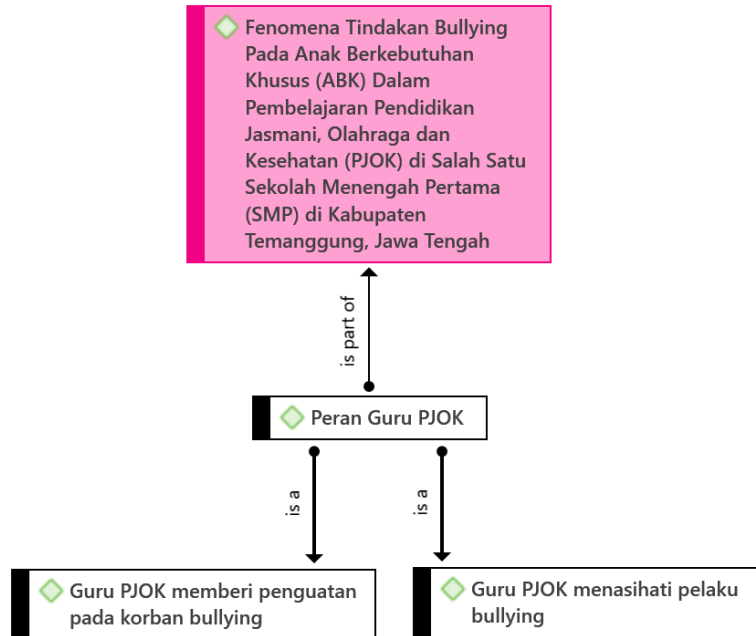 Fenomena Tindakan Bullying
Pada Anak Berkebutuhan
Khusus (ABK) Dalam
Pembelajaran Pendidikan
Jasmani, Olahraga dan
Kesehatan (PJOK) di Salah Satu
Sekolah Menengah Pertama
(SMP) di Kabupaten
Temanggung, Jawa Tengah
is part of
Peran Guru PJOK
is a
is a
Guru PJOK memberi penguatan
pada korban bullying
Guru PJOK menasihati pelaku
bullying